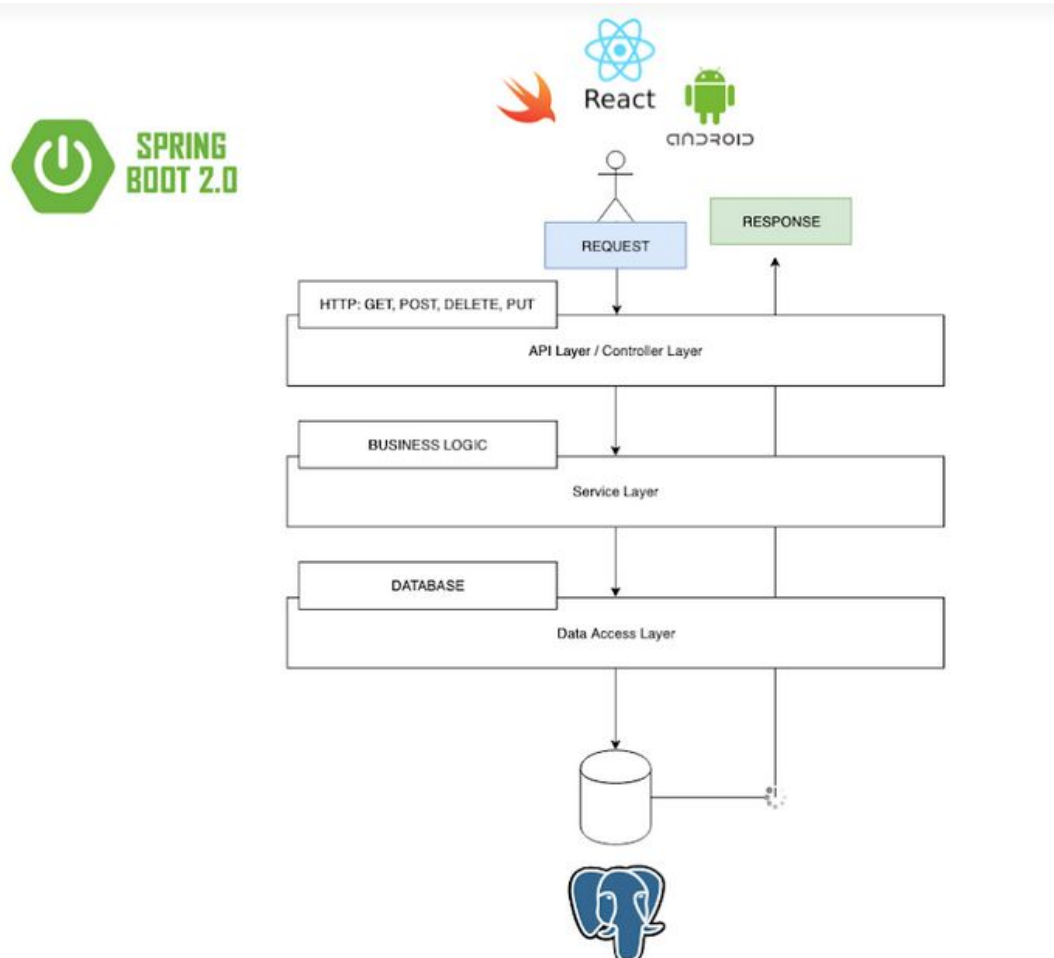 React
ANDROID
SPRING
BOOT 2.0
RESPONSE
REQUEST
HTTP: GET, POST, DELETE, PUT
API Layer / Controller Layer
BUSINESS LOGIC
Service Layer
DATABASE
Data Access Layer